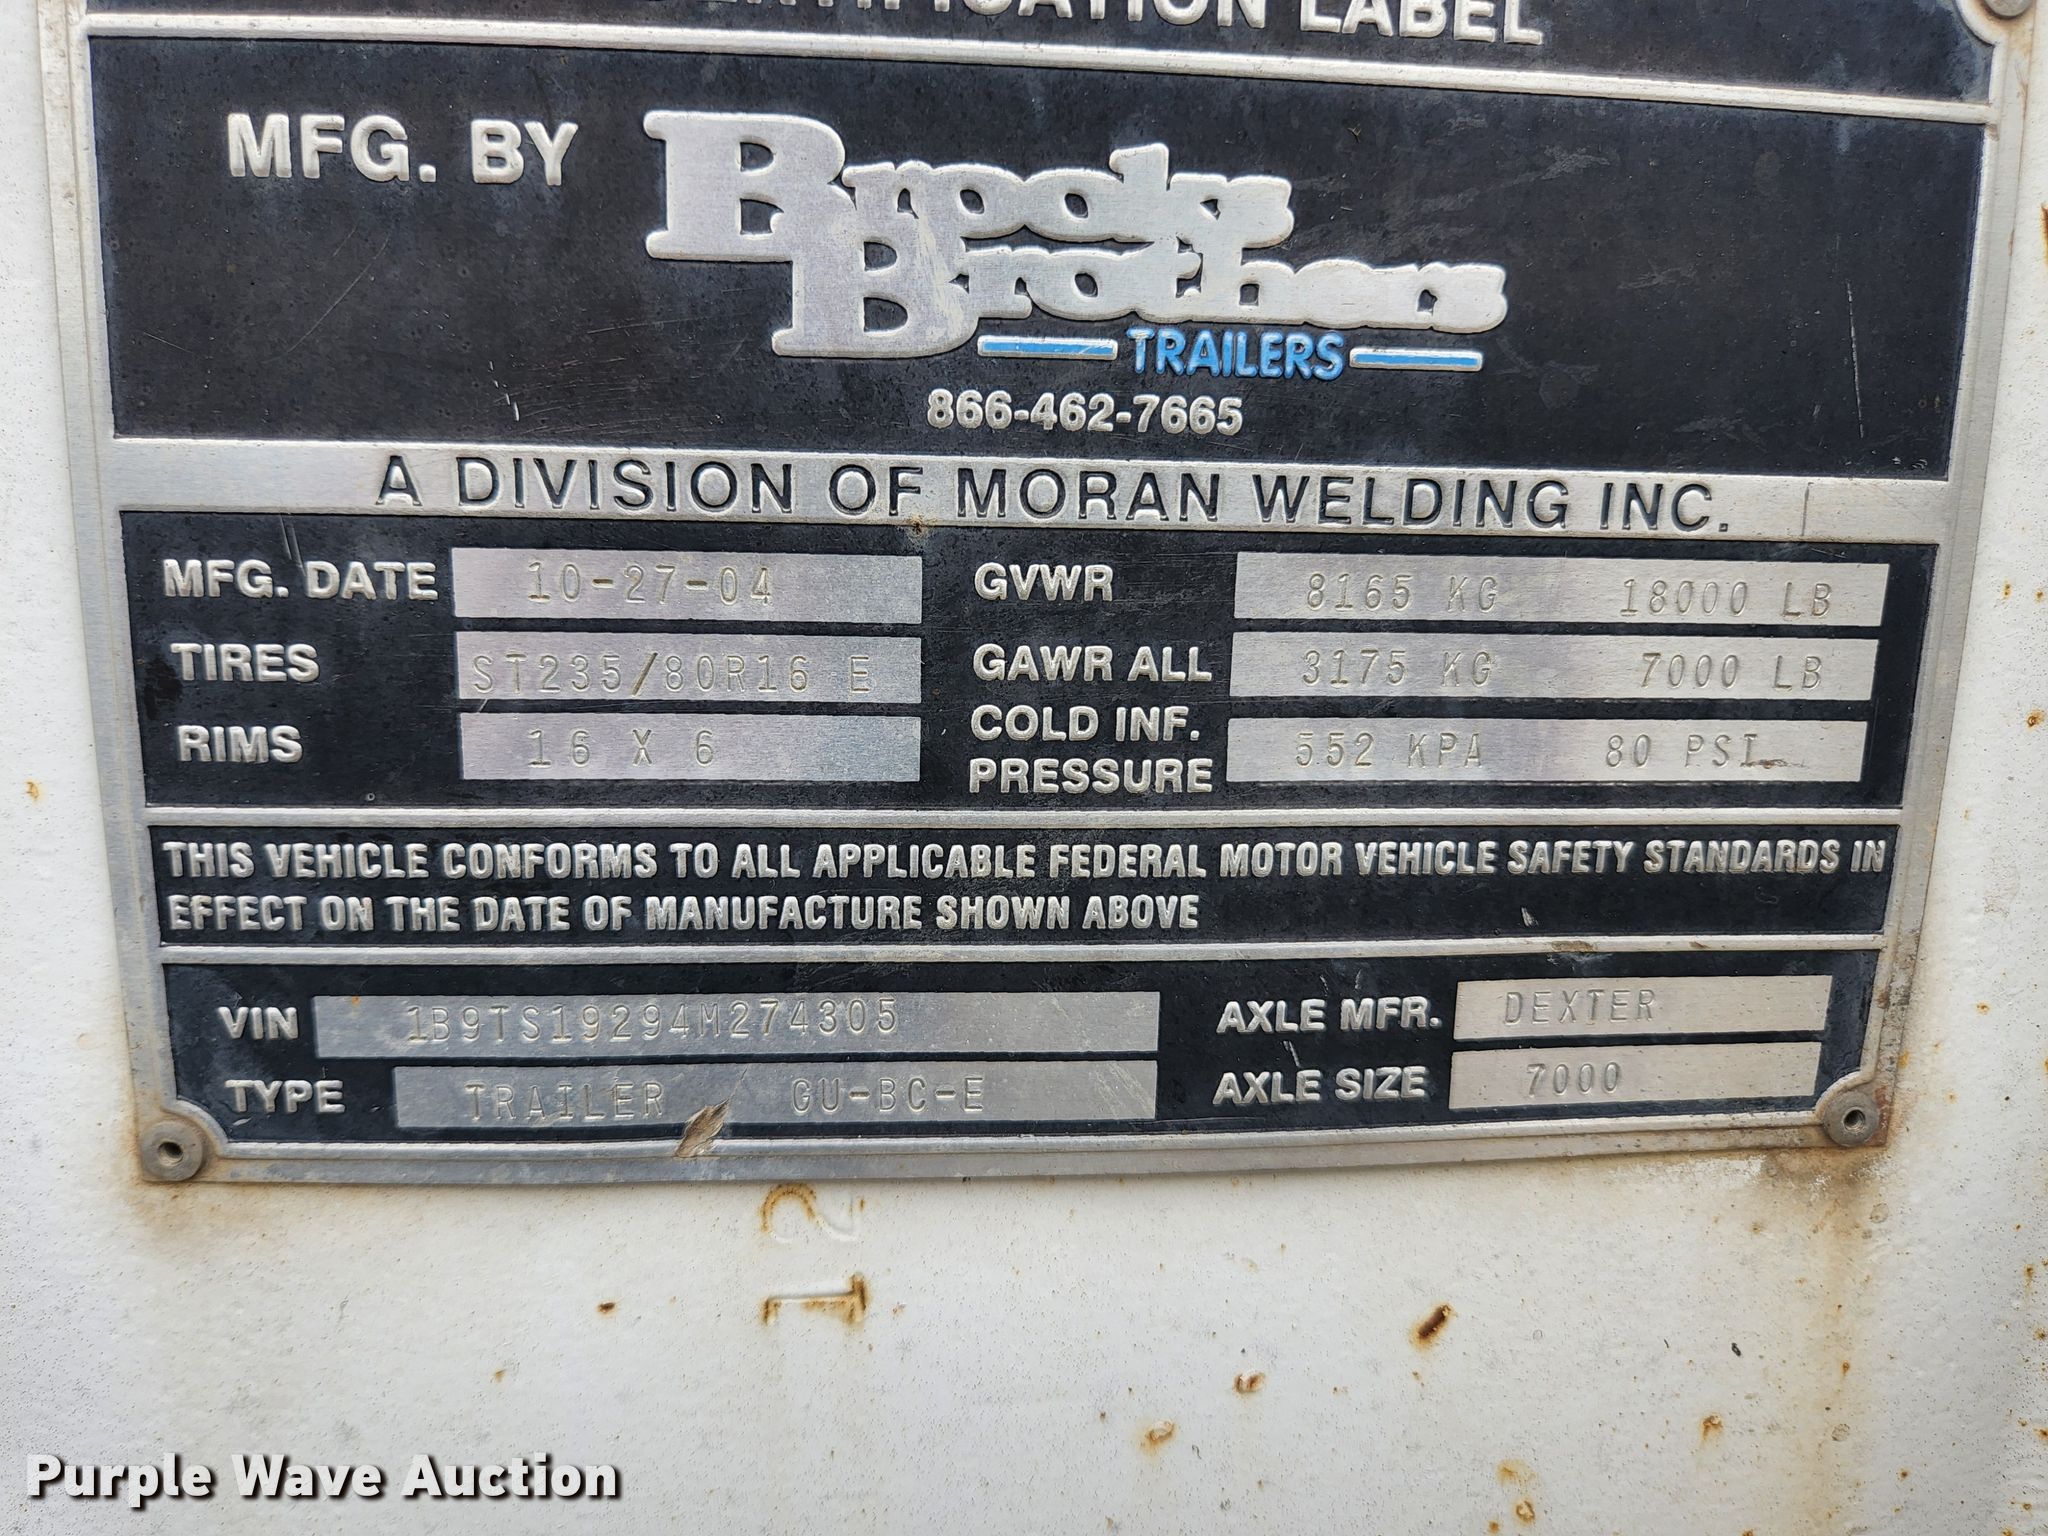 IDENTIFICATION LABEL
MFG. BY Brooks
Brothers
TRAILERS
866-462-7665
A DIVISION OF MORAN WELDING INC.
MFG. DATE 10-27-04 GVWR 8165 KG 18000 LB
TIRES ST235/80R16 E GAWR ALL 3175 KG 7000 LB
RIMS 16 X 6 COLD INF. PRESSURE 552 KPA 80 PSI
THIS VEHICLE CONFORMS TO ALL APPLICABLE FEDERAL MOTOR VEHICLE SAFETY STANDARDS IN
EFFECT ON THE DATE OF MANUFACTURE SHOWN ABOVE
VIN 1B9TS19294M274305 AXLE MFR. DEXTER
TYPE TRAILER GU-BC-E AXLE SIZE 7000
12
Purple Wave Auction